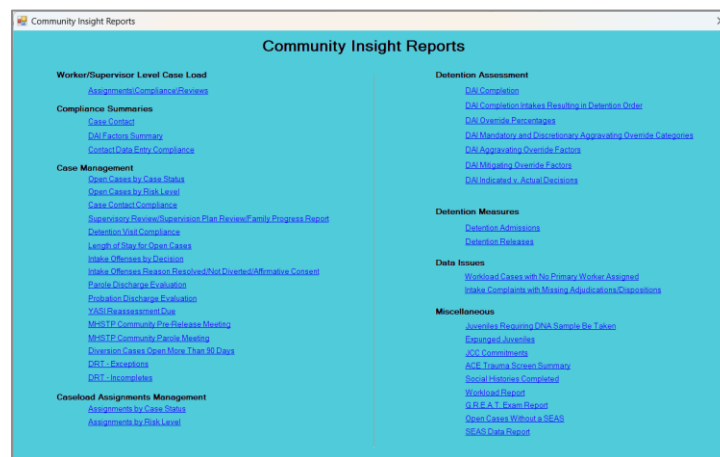 Community Insight Reports
Community Insight Reports
Worker/Supervisor Level Case Load
Assignments\Compliance\Reviews
Compliance Summaries
Case Contact
DAI Factors Summary
Contact Data Entry Compliance
Case Management
Open Cases by Case Status
Open Cases by Risk Level
Case Contact Compliance
Supervisory Review/Supervision Plan Review/Family Progress Report
Detention Visit Compliance
Length of Stay for Open Cases
Intake Offenses by Decision
Intake Offenses Reason Resolved/Not Diverted/Affirmative Consent
Parole Discharge Evaluation
Probation Discharge Evaluation
YASI Reassessment Due
MHSTP Community Pre-Release Meeting
MHSTP Community Parole Meeting
Diversion Cases Open More Than 90 Days
DRT - Exceptions
DRT - Incompletes
Caseload Assignments Management
Assignments by Case Status
Assignments by Risk Level
Detention Assessment
DAI Completion
DAI Completion Intakes Resulting in Detention Order
DAI Override Percentages
DAI Mandatory and Discretionary Aggravating Override Categories
DAI Aggravating Override Factors
DAI Mitigating Override Factors
DAI Indicated v. Actual Decisions
Detention Measures
Detention Admissions
Detention Releases
Data Issues
Workload Cases with No Primary Worker Assigned
Intake Complaints with Missing Adjudications/Dispositions
Miscellaneous
Juveniles Requiring DNA Sample Be Taken
Expunged Juveniles
JCC Commitments
ACE Trauma Screen Summary
Social Histories Completed
Workload Report
G.R.E.A.T. Exam Report
Open Cases Without a SEAS
SEAS Data Report